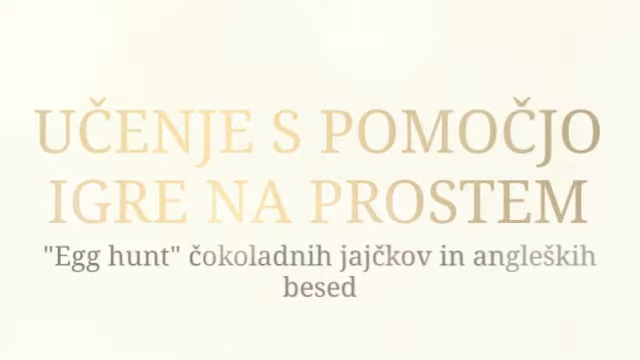 UČENJE S POMOČJO
IGRE NA PROSTEM
"Egg hunt" čokoladnih jajčkov in angleških
besed